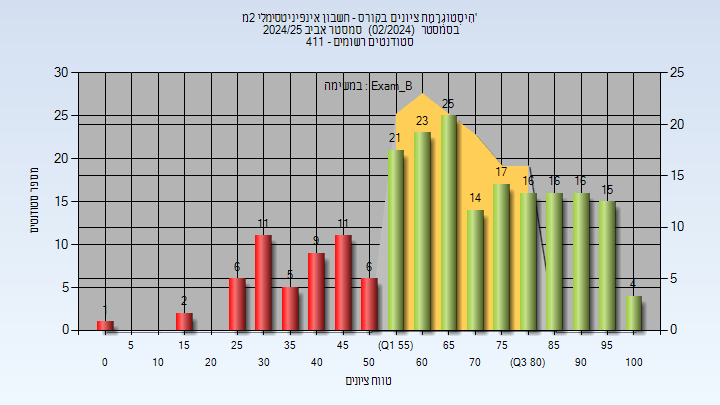 היסטוגרמת ציונים בקורס - חשבון אינפיניטסימלי 2מ'
בסמסטר (02/2024) סמסטר אביב 2024/25
סטודנטים רשומים - 411
במשימה : Exam_B
מספר סטודנטים
30 25 20 15 10 5 0
25 20 15 10 5 0
1 2 6 11 5 9 11 6 21 23 25 14 17 16 16 16 15 4
5 15 25 35 45 (Q1 55) 65 75 85 95
0 10 20 30 40 50 60 70 (Q3 80) 90 100
טווח ציונים